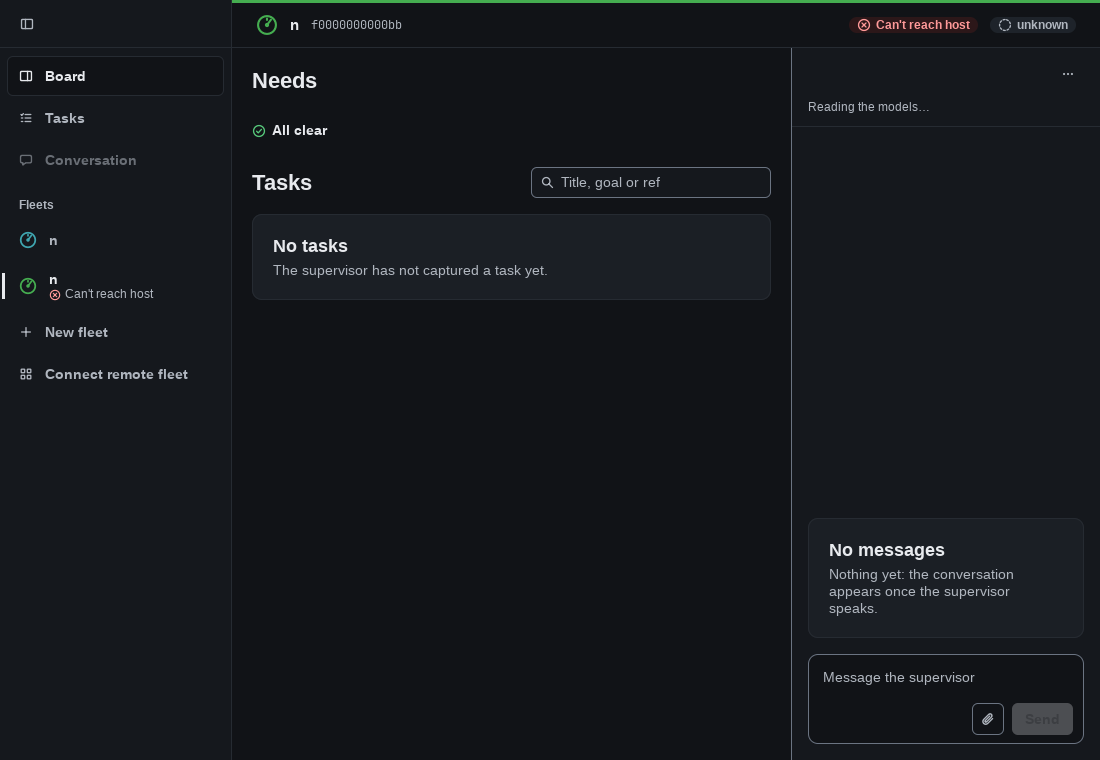 n f0000000000bb
Can't reach host
unknown
Board
Tasks
Conversation
Fleets
n
n
Can't reach host
New fleet
Connect remote fleet
Needs
All clear
Tasks
Title, goal or ref
No tasks
The supervisor has not captured a task yet.
Reading the models…
No messages
Nothing yet: the conversation
appears once the supervisor
speaks.
Message the supervisor
Send